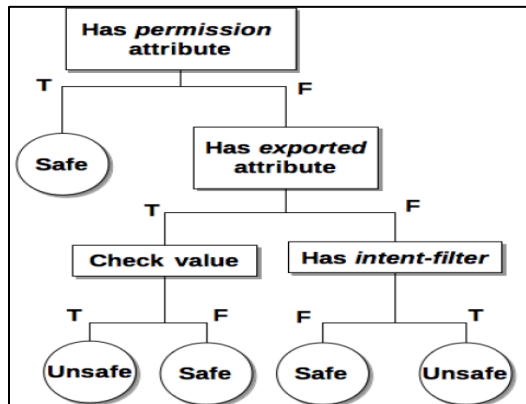 Has permission
attribute
T
F
Safe
Has exported
attribute
T
F
Check value
Has intent-filter
T
F
F
T
Unsafe
Safe
Safe
Unsafe